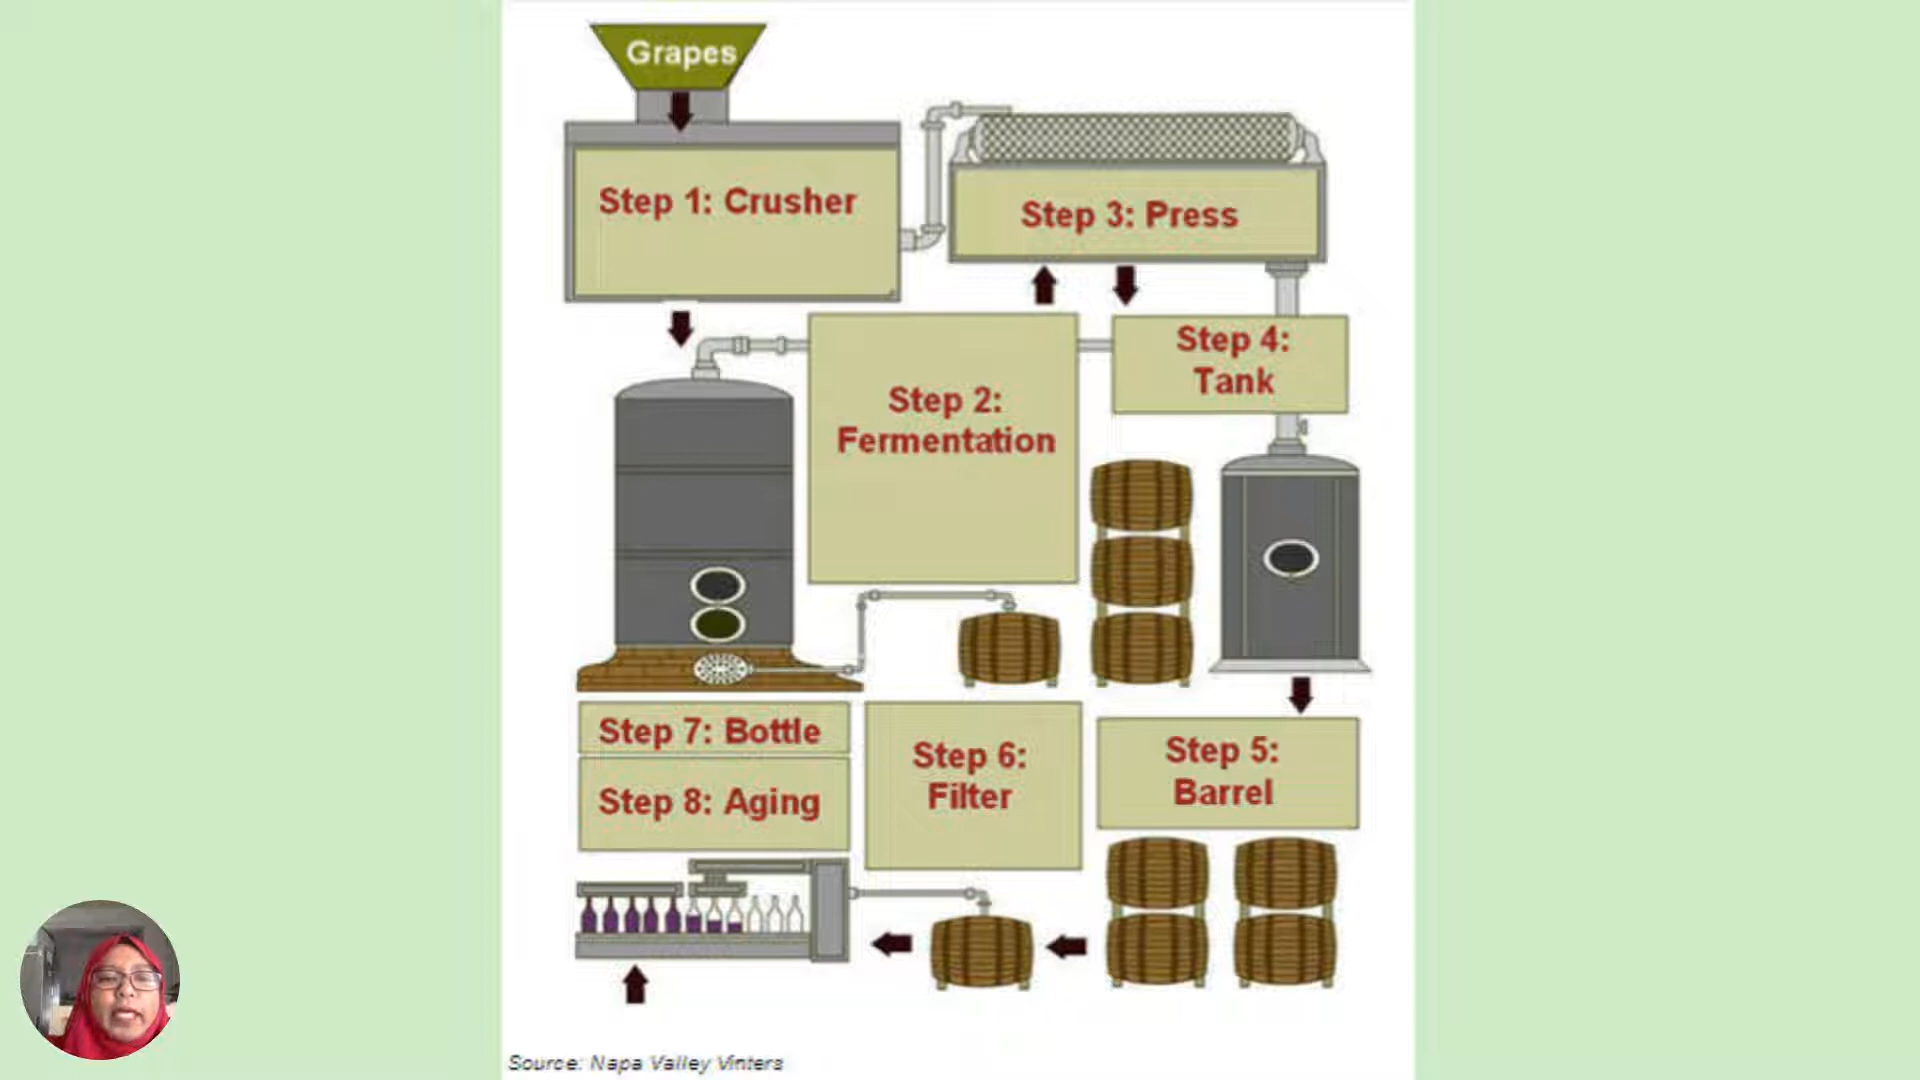 Grapes
Step 1: Crusher
Step 3: Press
Step 2:
Fermentation
Step 4:
Tank
Step 7: Bottle
Step 8: Aging
Step 6:
Filter
Step 5:
Barrel
Source: Napa Valley Vinters